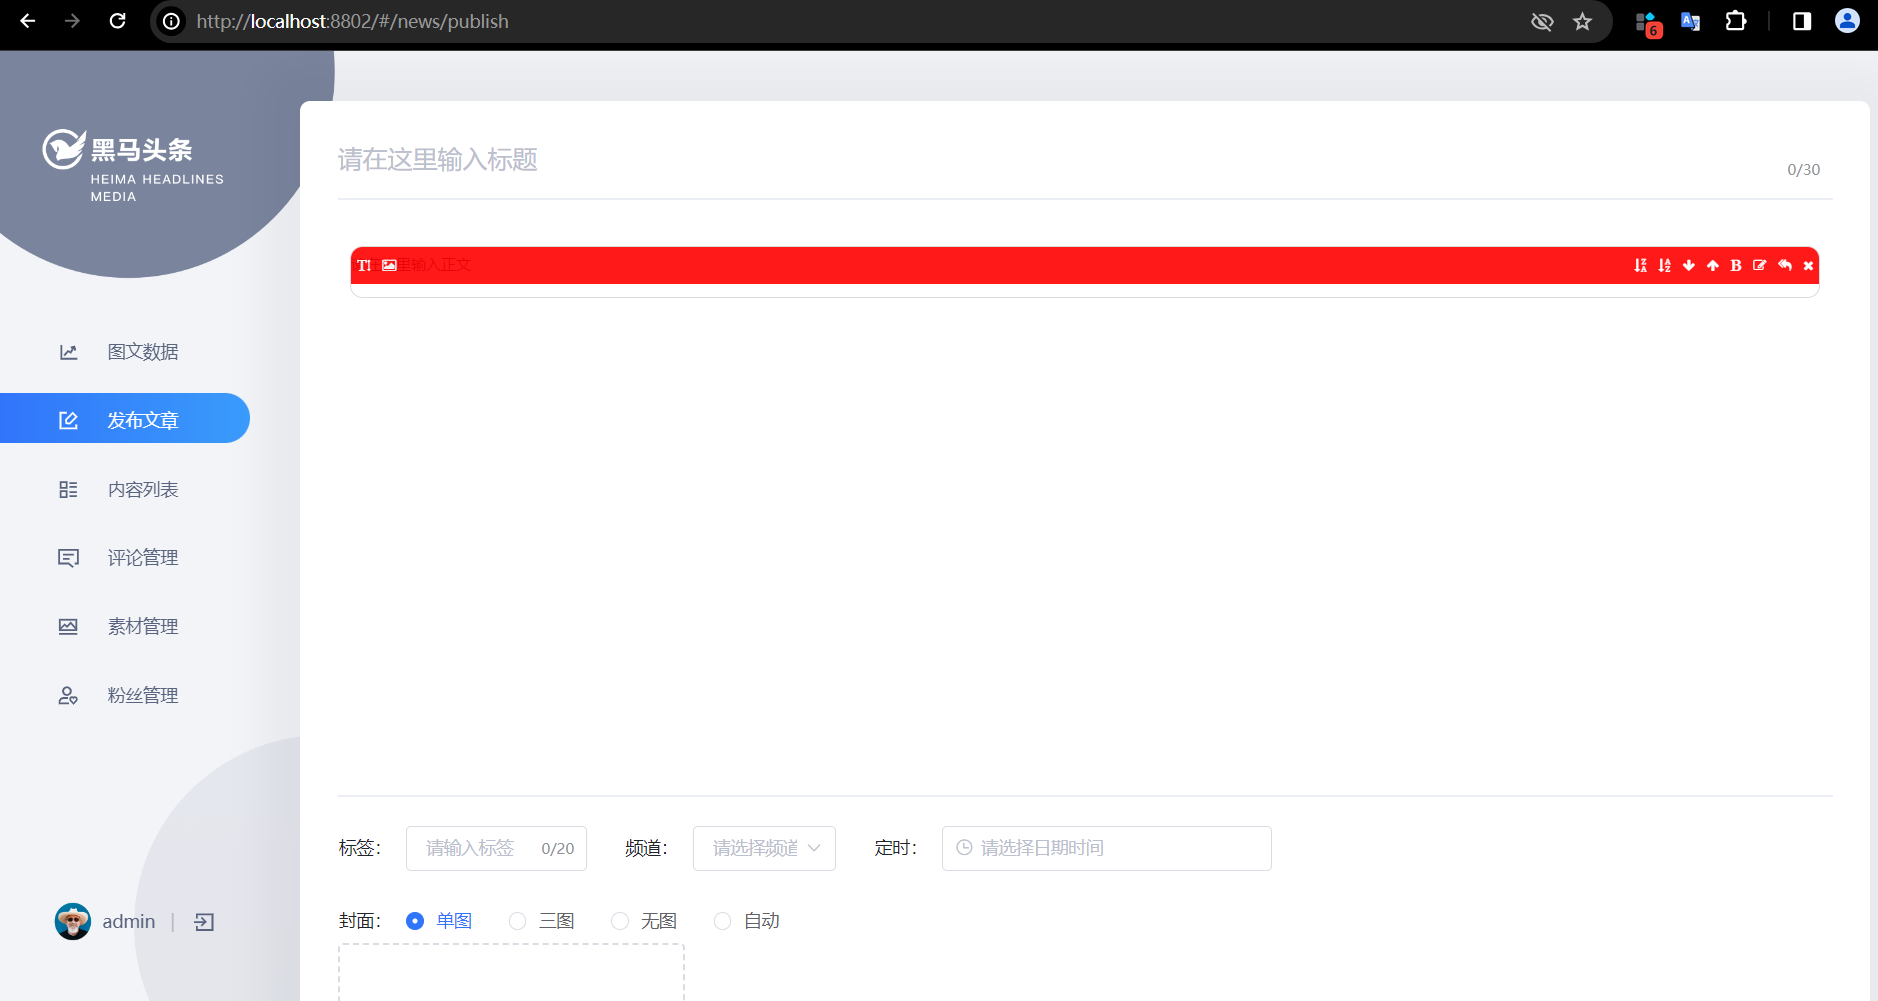 http://localhost:8802/#/news/publish
6
黑马头条
HEIMA HEADLINES
MEDIA
请在这里输入标题
0/30
里输入正文
图文数据
发布文章
内容列表
评论管理
素材管理
粉丝管理
标签：
请输入标签
0/20
频道：
请选择频道
定时：
请选择日期时间
封面：
单图
三图
无图
自动
admin